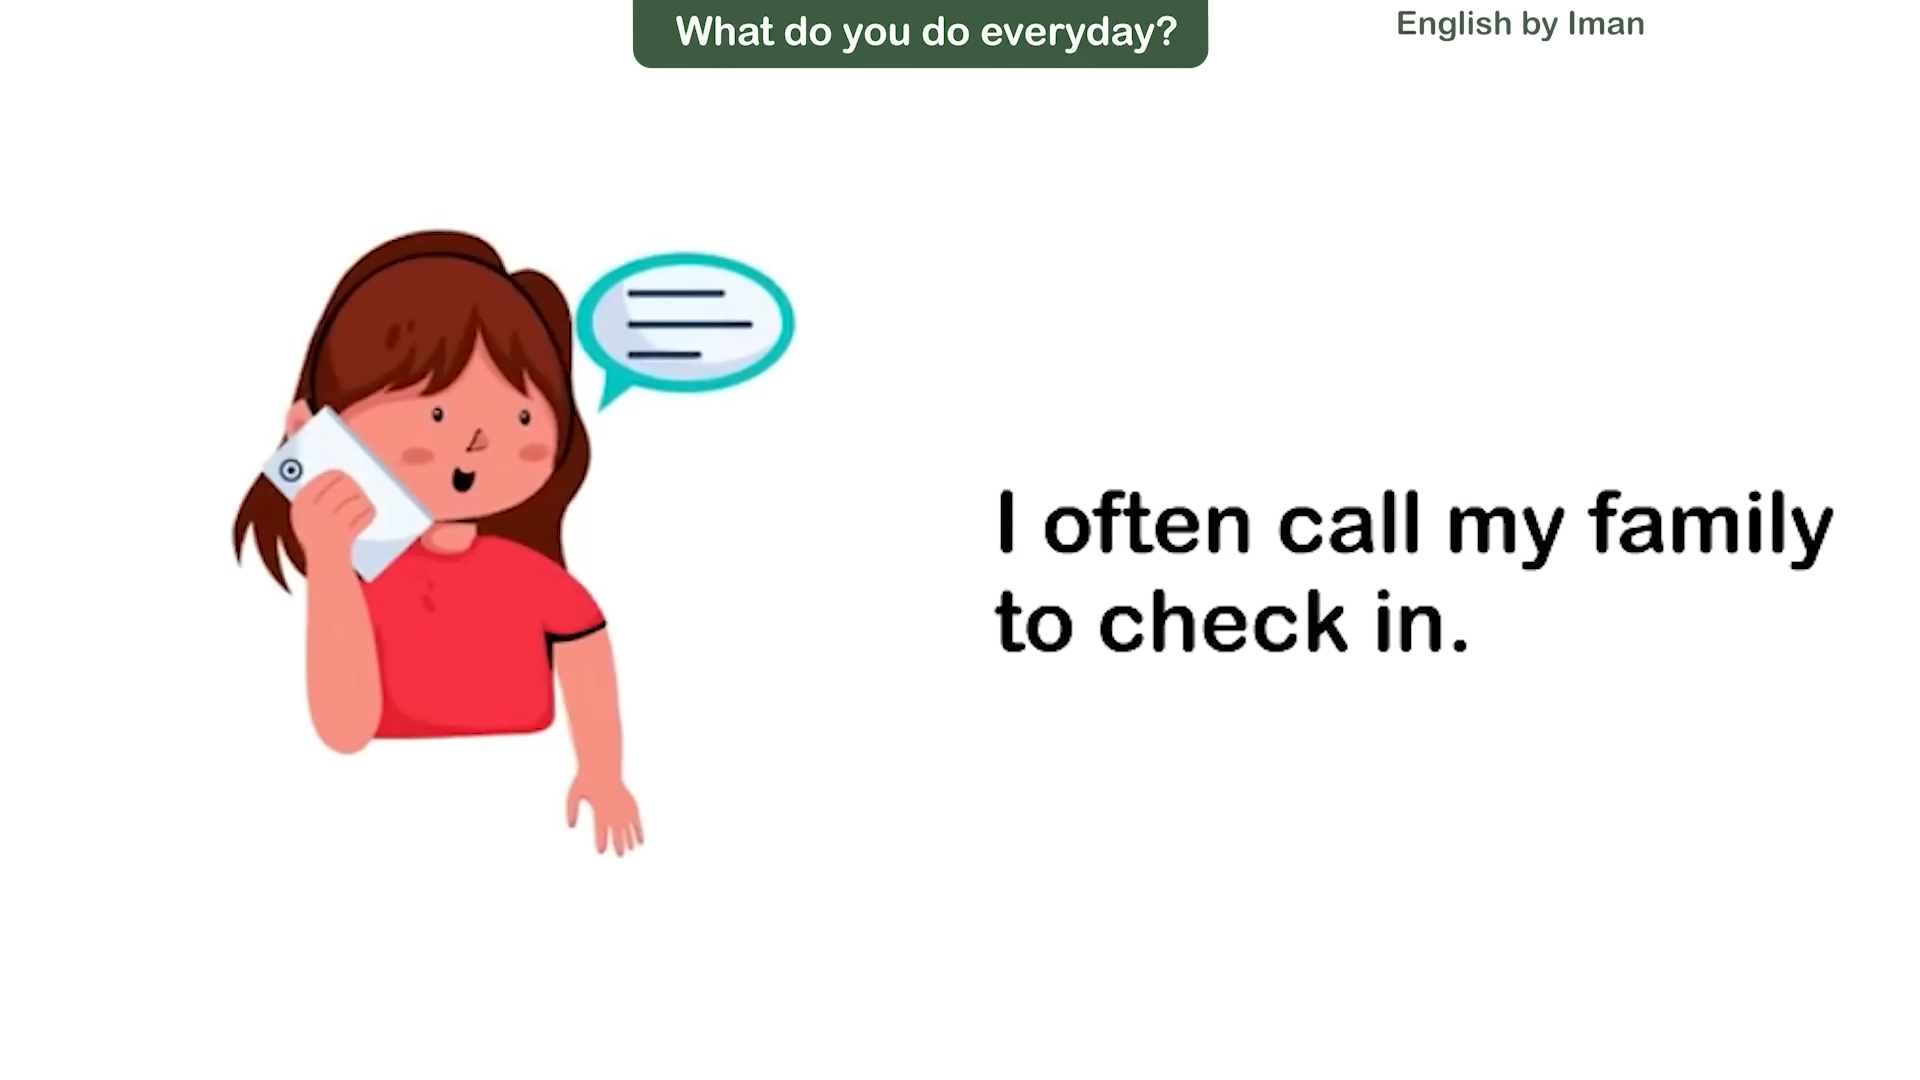 What do you do everyday?
English by Iman
I often call my family
to check in.